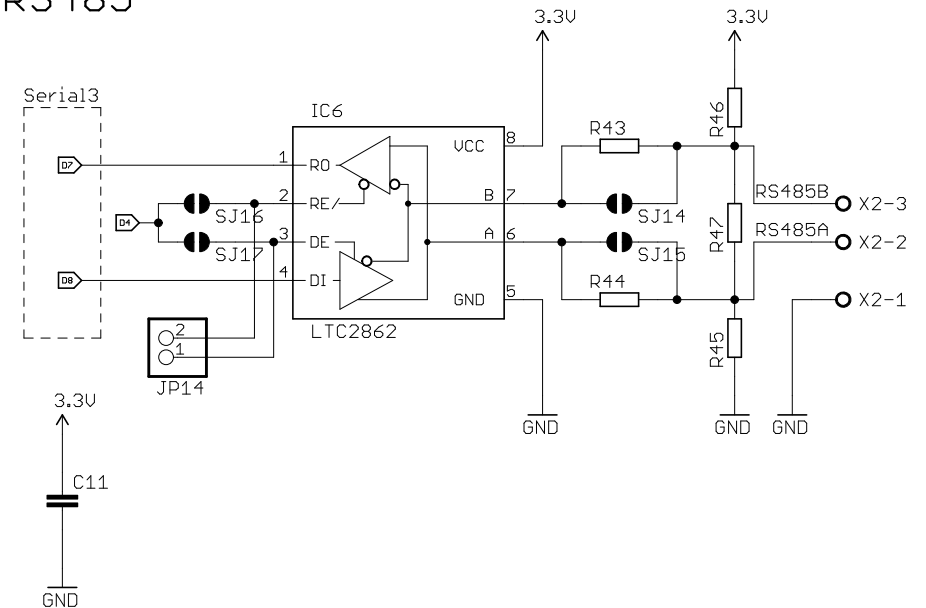 RS485
3.3V
3.3V
Serial3
IC6
R43
R46
VCC
8
D7
1
RO
2
RE/
B
7
RS485B
X2-3
SJ16
SJ14
D4
R47
3
DE
A
6
RS485A
X2-2
SJ17
SJ15
D8
4
DI
R44
GND
5
X2-1
LTC2862
2
1
R45
JP14
3.3V
GND
GND
GND
C11
GND